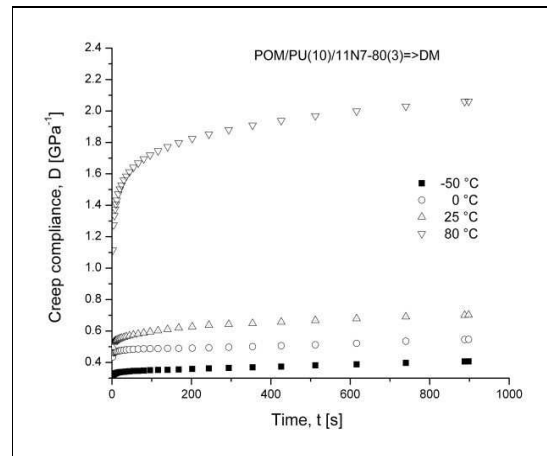 POM/PU(10)/11N7-80(3)=>DM
Creep compliance, D [GPa⁻¹]
2.4
2.2
2.0
1.8
1.6
1.4
1.2
1.0
0.8
0.6
0.4
-50 °C
0 °C
25 °C
80 °C
0
200
400
600
800
1000
Time, t [s]